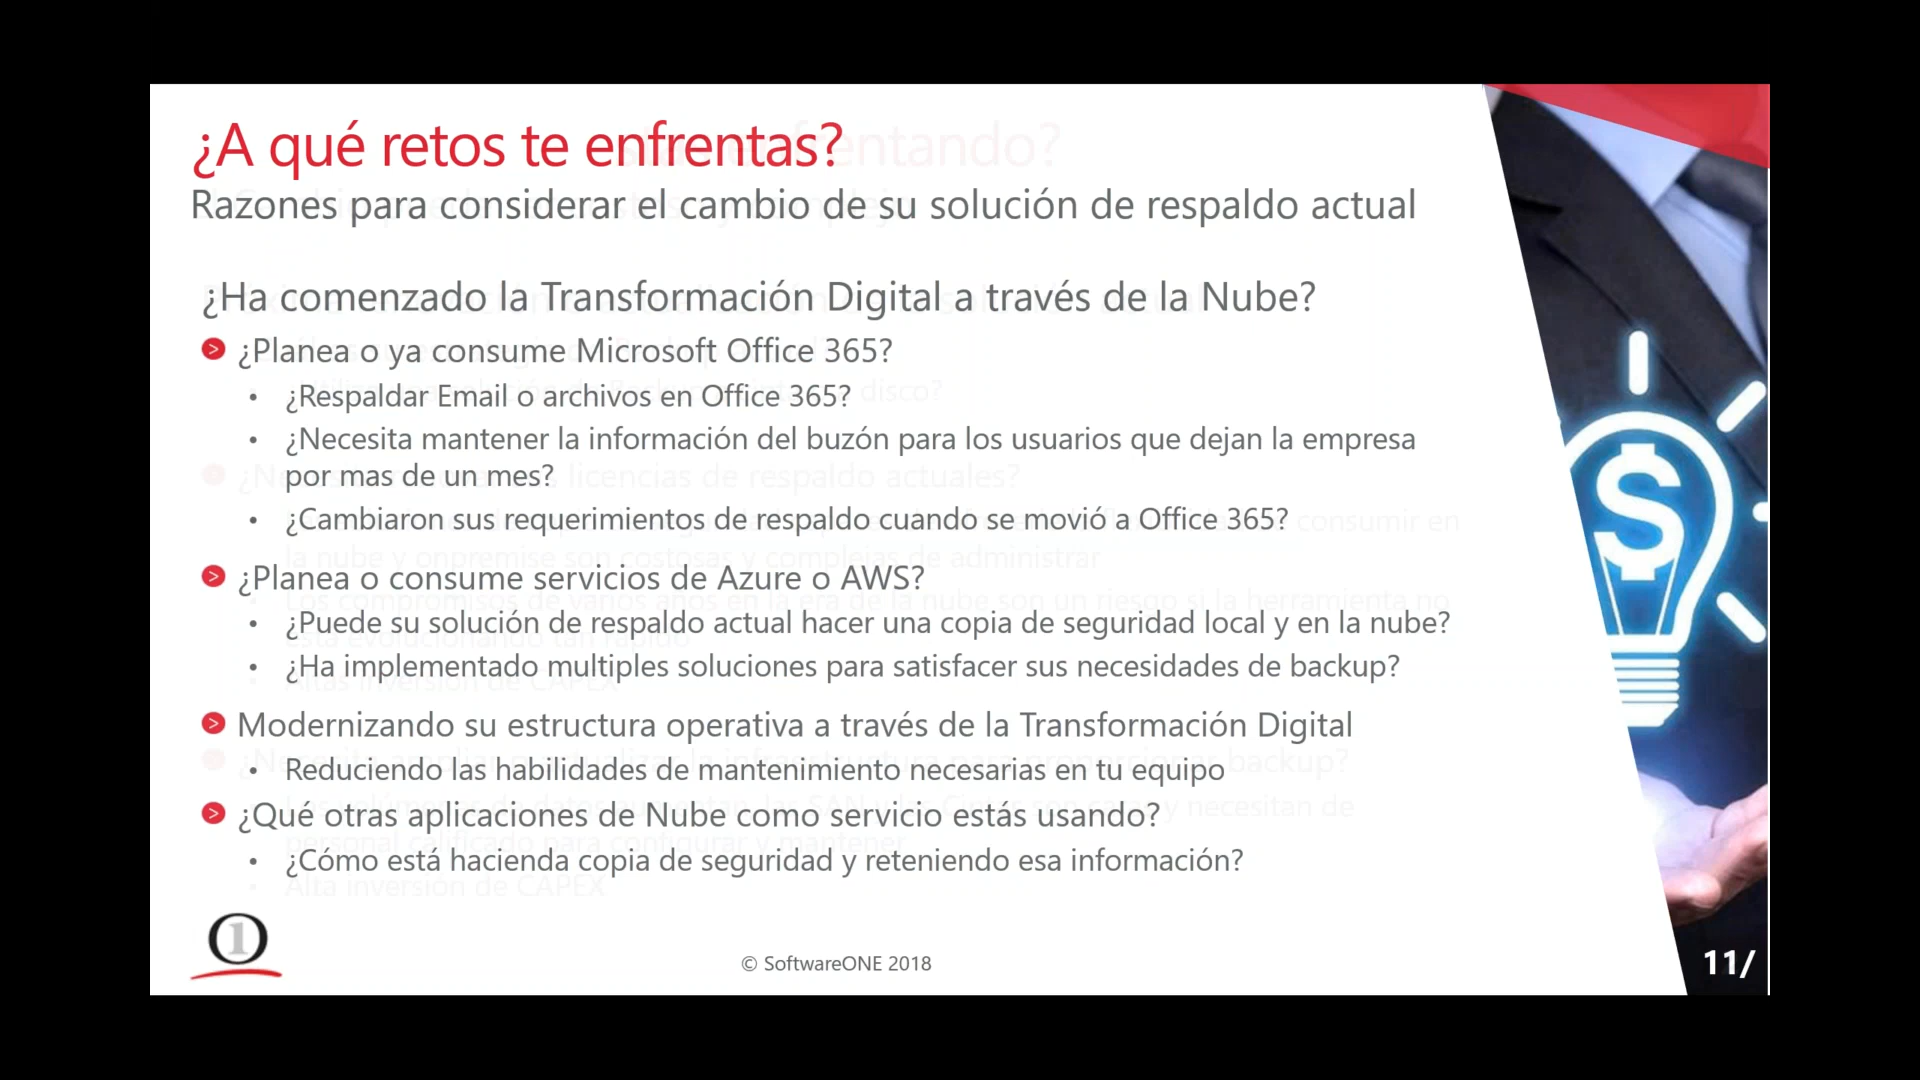 ¿A qué retos te enfrentas?
Razones para considerar el cambio de su solución de respaldo actual
¿Ha comenzado la Transformación Digital a través de la Nube?
¿Planea o ya consume Microsoft Office 365?
• ¿Respaldar Email o archivos en Office 365?
• ¿Necesita mantener la información del buzón para los usuarios que dejan la empresa
por mas de un mes?
• ¿Cambiaron sus requerimientos de respaldo cuando se movió a Office 365?
¿Planea o consume servicios de Azure o AWS?
• ¿Puede su solución de respaldo actual hacer una copia de seguridad local y en la nube?
• ¿Ha implementado multiples soluciones para satisfacer sus necesidades de backup?
Modernizando su estructura operativa a través de la Transformación Digital
• Reduciendo las habilidades de mantenimiento necesarias en tu equipo
¿Qué otras aplicaciones de Nube como servicio estás usando?
• ¿Cómo está hacienda copia de seguridad y reteniendo esa información?
© SoftwareONE 2018
11/